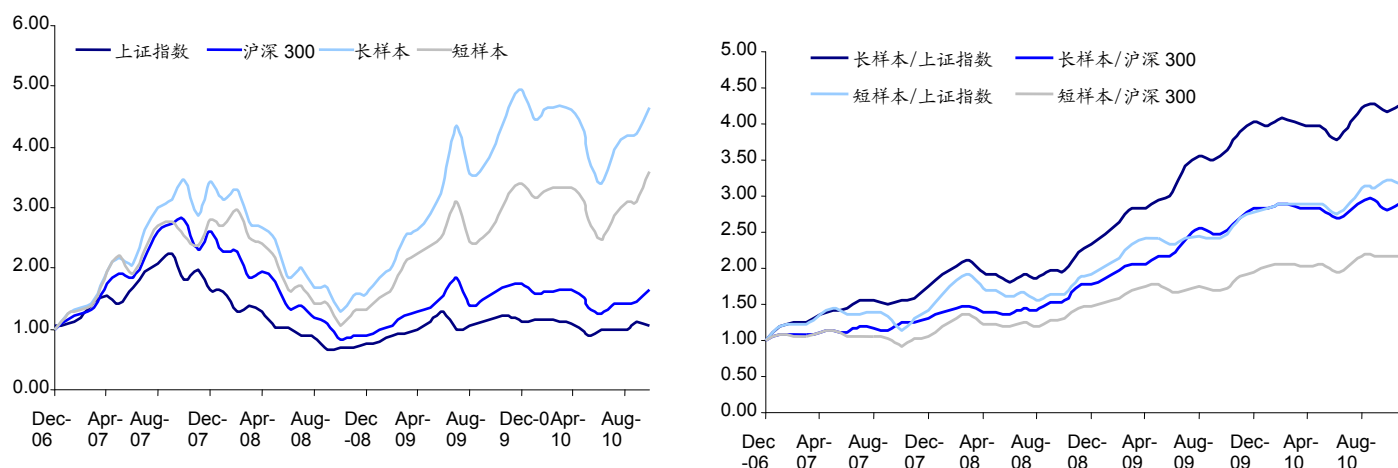 6.00
5.00
4.00
3.00
2.00
1.00
0.00
上证指数 沪深 300 长样本 短样本
Dec- Apr- Aug- Dec- Apr- Aug- Dec Apr- Aug- Dec-0 Apr- Aug-
06 07 07 07 08 08 -08 09 09 9 10 10
5.00
4.50
4.00
3.50
3.00
2.50
2.00
1.50
1.00
0.50
0.00
长样本/上证指数 长样本/沪深 300
短样本/上证指数 短样本/沪深 300
Dec Apr- Aug- Dec- Apr- Aug- Dec- Apr- Aug- Dec- Apr- Aug-
-06 07 07 07 08 08 08 09 09 09 10 10